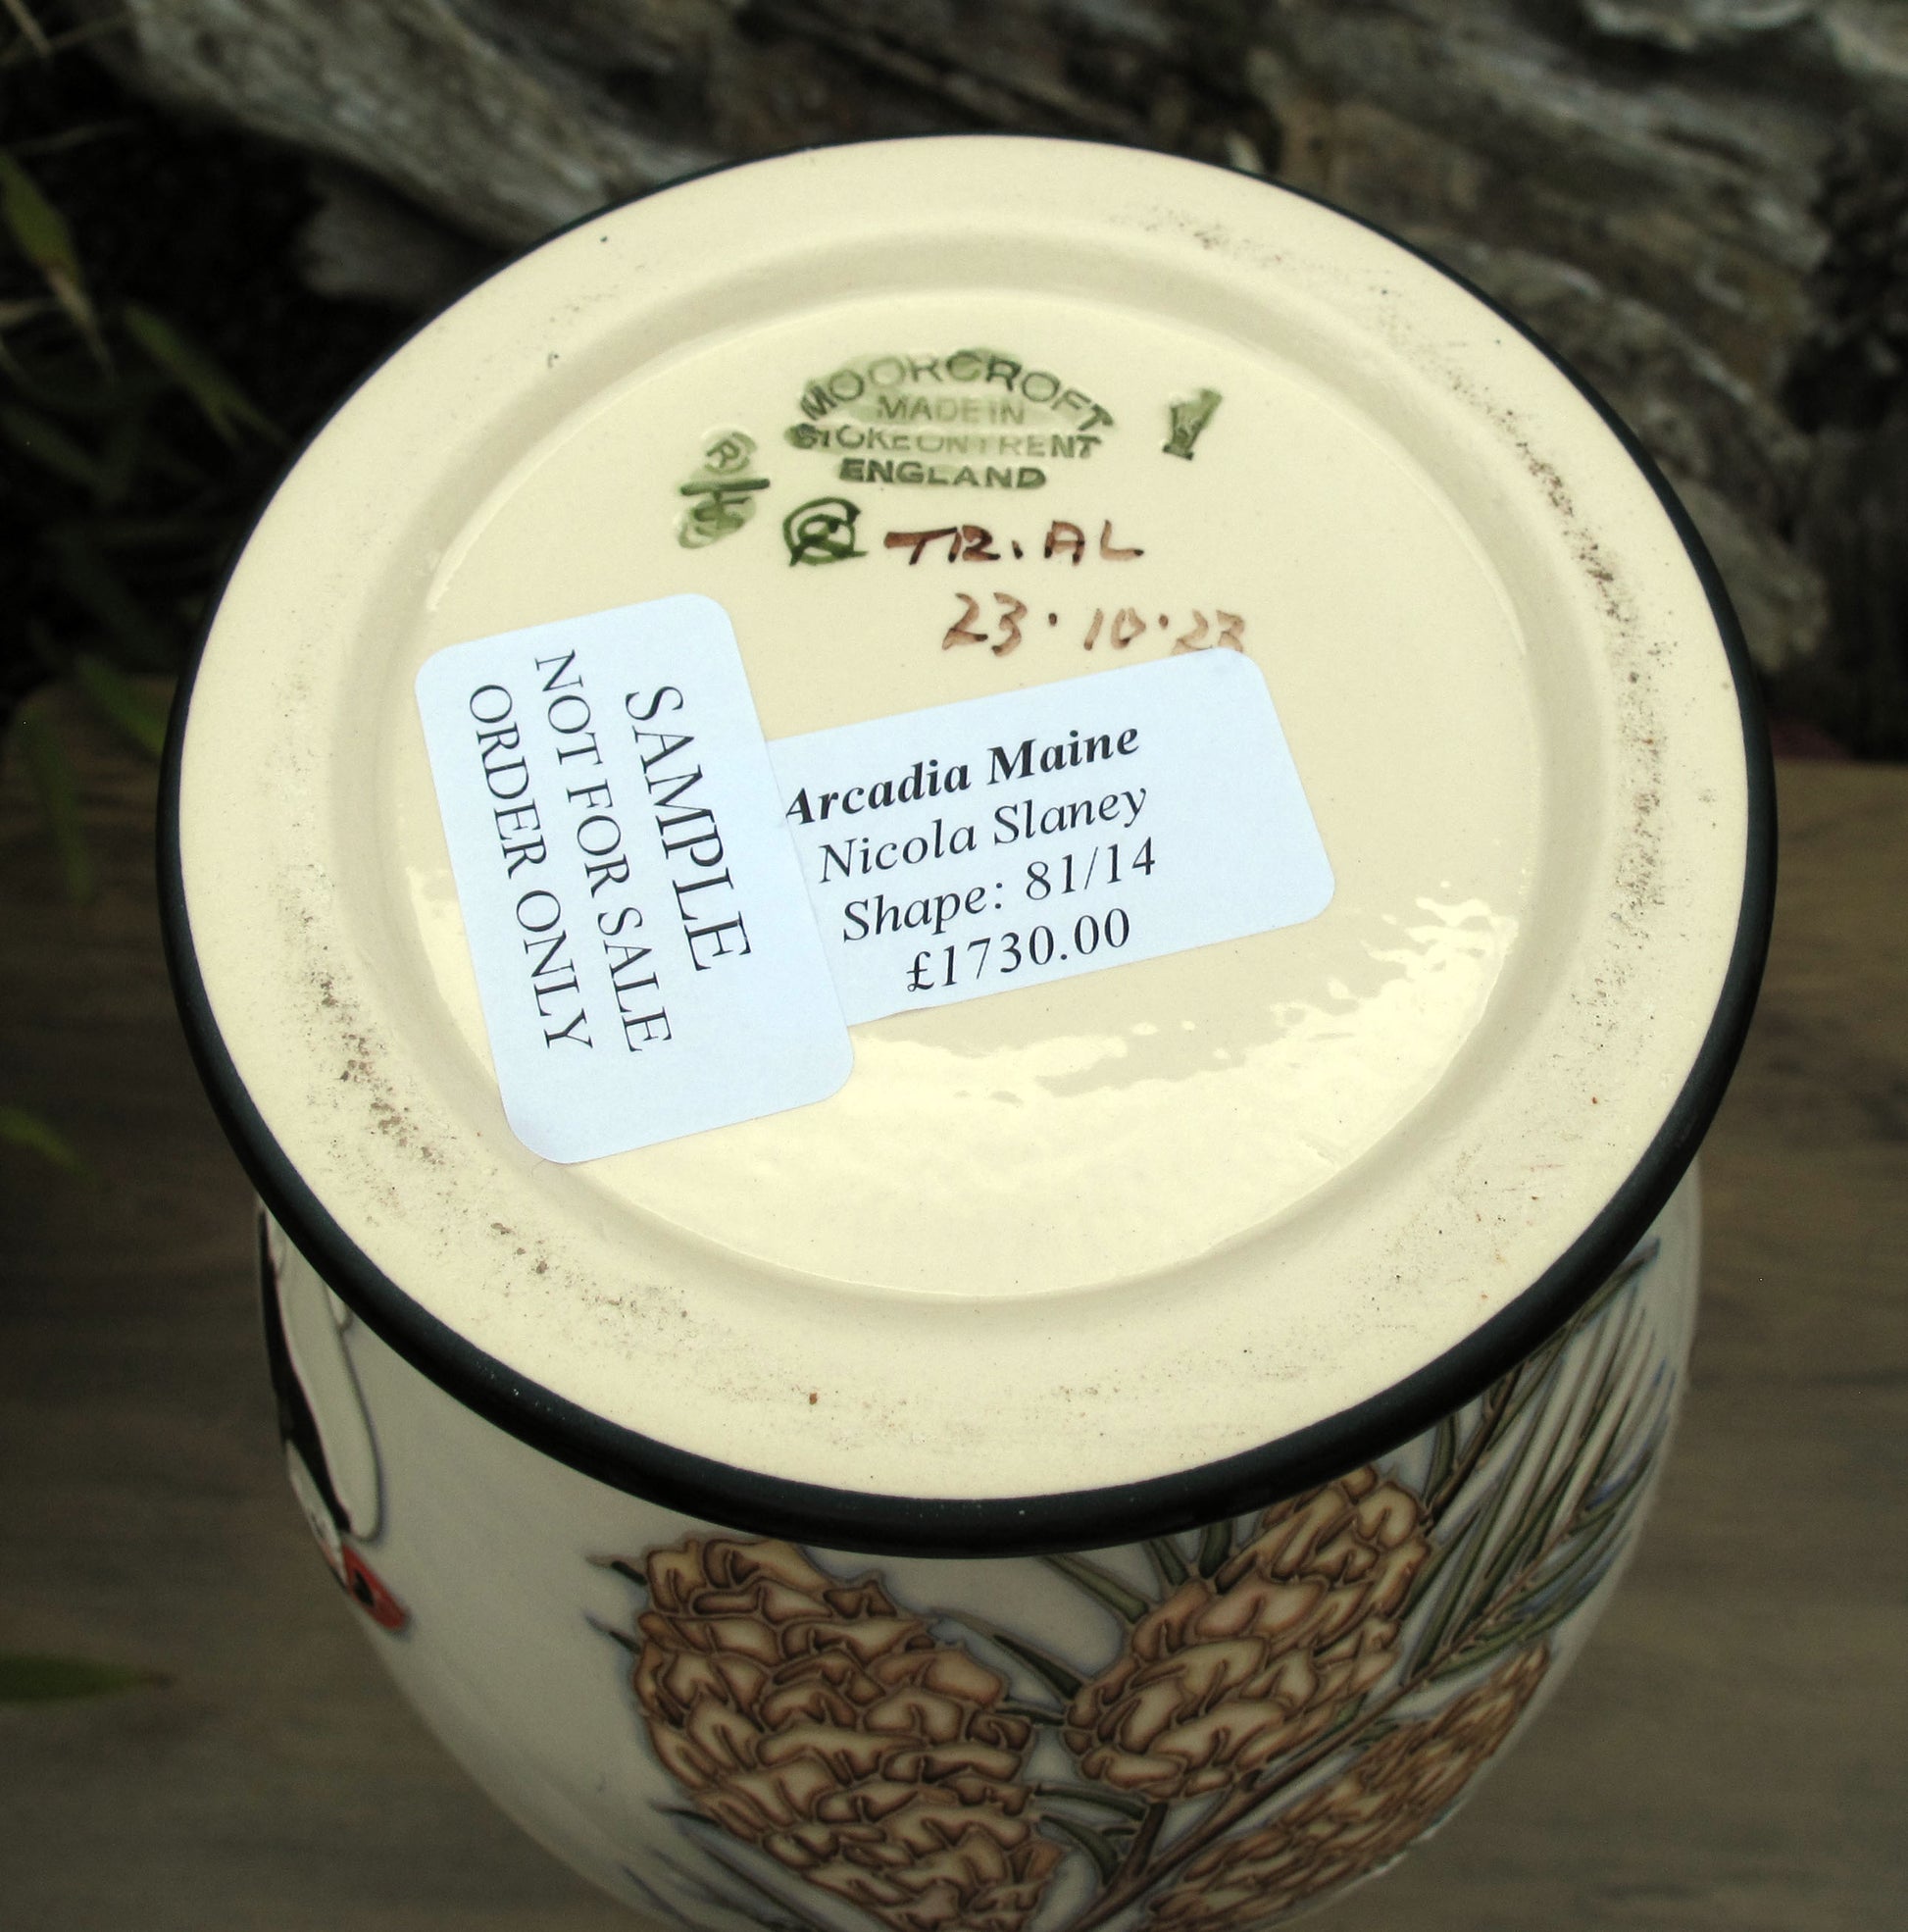 MOORCROFT
MADE IN
STOKE ON TRENT
ENGLAND
R
TRIAL
23.10.23
Arcadia Maine
Nicola Slaney
Shape: 81/14
£1730.00
SAMPLE
NOT FOR SALE
ORDER ONLY